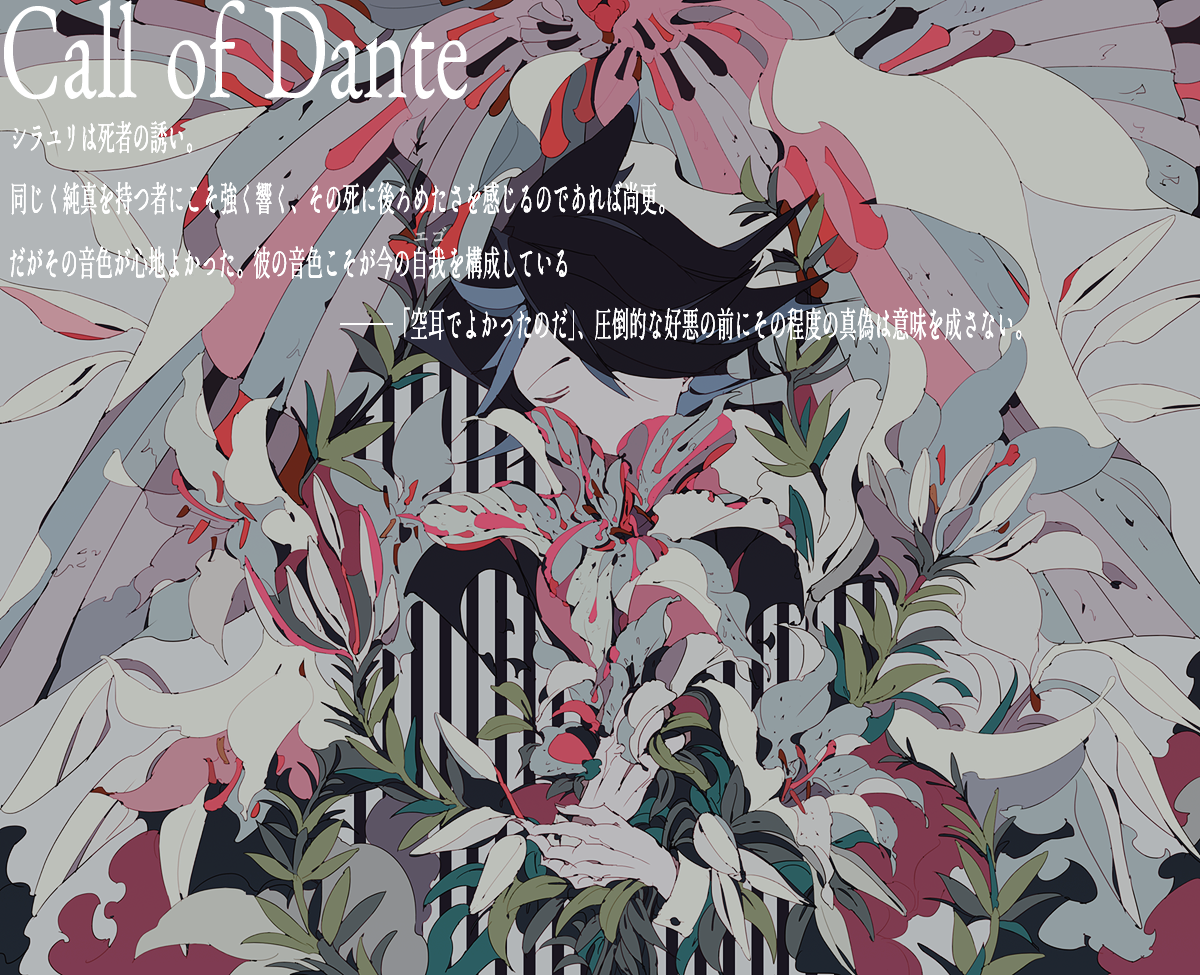 Call of Dante
シラユリは死者の誘い。
同じく純真を持つ者にこそ強く響く、その死に後ろめたさを感じるのであれば尚更。
エゴ
だがその音色が心地よかった。彼の音色こそが今の自我を構成している
――「空耳でよかったのだ」、圧倒的な好悪の前にその程度の真偽は意味を成さない。